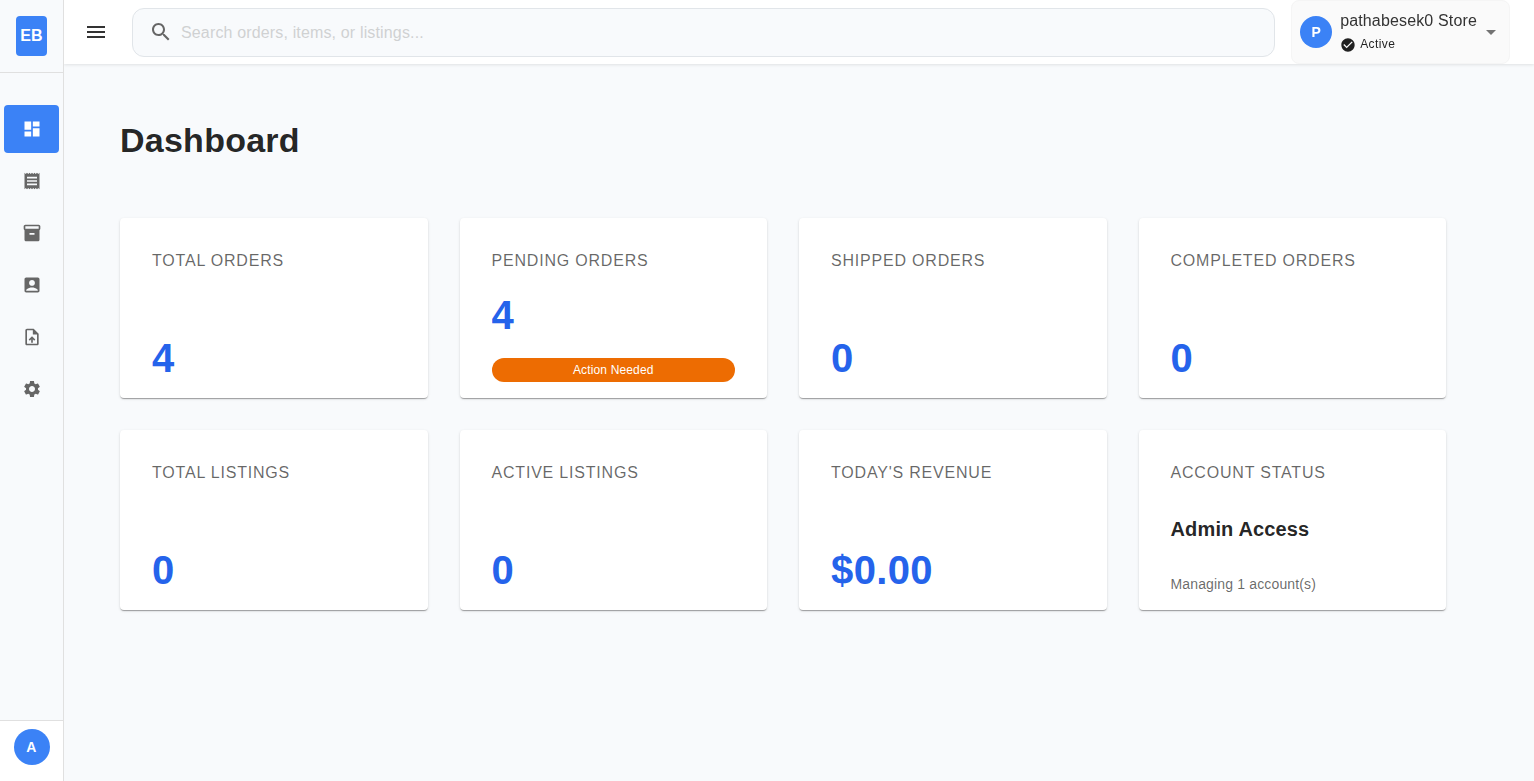 EB
Search orders, items, or listings...
P
pathabesek0 Store
Active
Dashboard
TOTAL ORDERS
4
PENDING ORDERS
4
Action Needed
SHIPPED ORDERS
0
COMPLETED ORDERS
0
TOTAL LISTINGS
0
ACTIVE LISTINGS
0
TODAY'S REVENUE
$0.00
ACCOUNT STATUS
Admin Access
Managing 1 account(s)
A